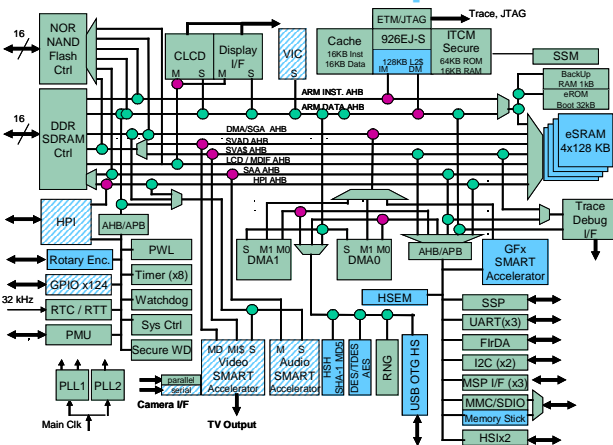 16
NOR
NAND
Flash
Ctrl
CLCD
M S
Display
I/F
VIC
S
ETM/JTAG
Trace, JTAG
Cache
16KB Inst
16KB Data
926EJ-S
128KB L2$
IM DM
ITCM
Secure
64KB ROM
16KB RAM
SSM
BackUp
RAM 1kB
eROM
Boot 32kB
16
DDR
SDRAM
Ctrl
ARM INST. AHB
ARM DATA AHB
DMA/SGA AHB
SVAD AHB
SVA$ AHB
LCD / MDIF AHB
SAA AHB
HPI AHB
eSRAM
4x128 KB
HPI
AHB/APB
Rotary Enc.
GPIO x124
32 kHz
RTC / RTT
PMU
PWL
Timer (x8)
Watchdog
Sys Ctrl
Secure WD
S M1 M0
DMA1
S M1 M0
DMA0
AHB/APB
GFx
SMART
Accelerator
Trace
Debug
I/F
HSEM
SSP
UART(x3)
FIrDA
I2C (x2)
MSP I/F (x3)
MMC/SDIO
Memory Stick
HSIx2
PLL1
PLL2
Main Clk
parallel
serial
Camera I/F
MD MI$ S
Video
SMART
Accelerator
TV Output
M S
Audio
SMART
Accelerator
HSH
SHA-1 MD5
DES/TDES
AES
RNG
USB OTG HS